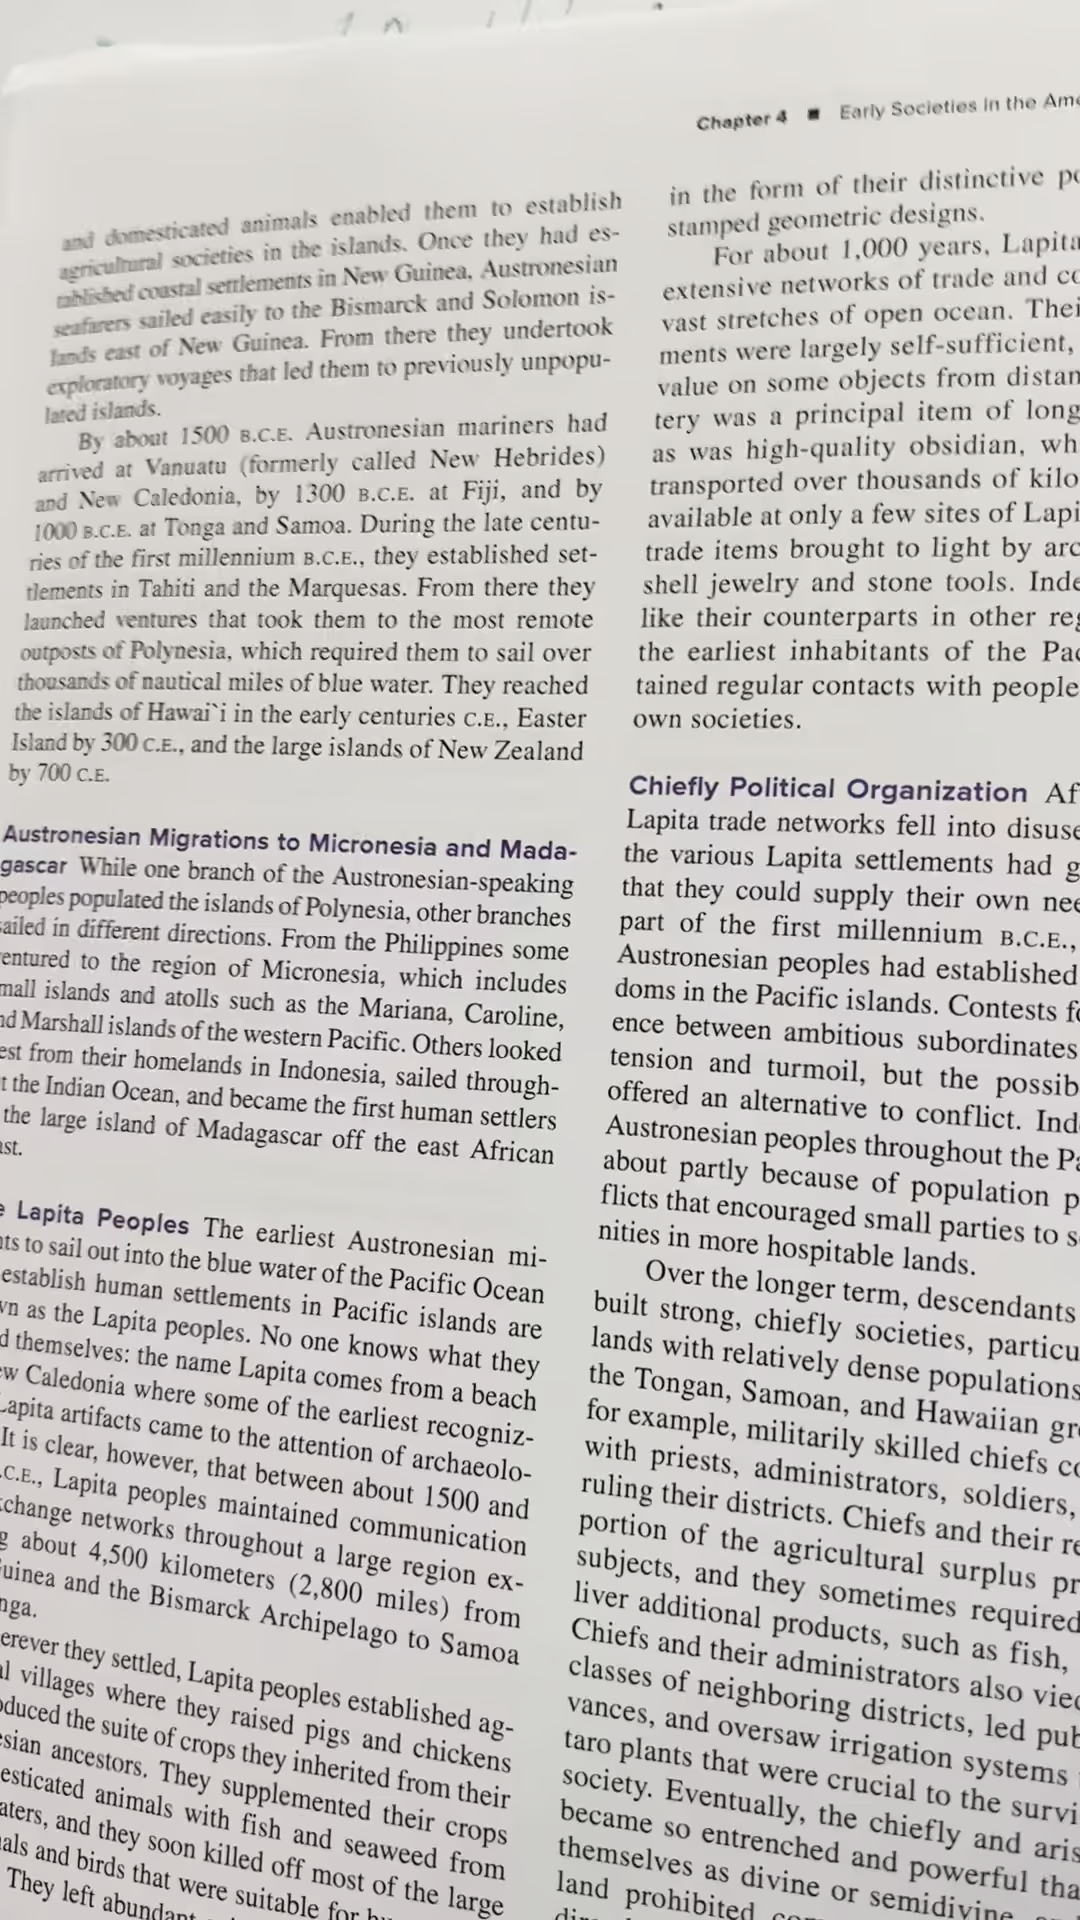 Chapter 4 ■ Early Societies in the
and domesticated animals enabled them to establish
agricultural societies in the islands. Once they had es-
tablished coastal settlements in New Guinea, Austronesian
seafarers sailed easily to the Bismarck and Solomon is-
lands east of New Guinea. From there they undertook
exploratory voyages that led them to previously unpopu-
lated islands.
By about 1500 B.C.E. Austronesian mariners had
arrived at Vanuatu (formerly called New Hebrides)
and New Caledonia, by 1300 B.C.E. at Fiji, and by
1000 B.C.E. at Tonga and Samoa. During the late centu-
ries of the first millennium B.C.E., they established set-
tlements in Tahiti and the Marquesas. From there they
launched ventures that took them to the most remote
outposts of Polynesia, which required them to sail over
thousands of nautical miles of blue water. They reached
the islands of Hawai`i in the early centuries C.E., Easter
Island by 300 C.E., and the large islands of New Zealand
by 700 C.E.
Austronesian Migrations to Micronesia and Mada-
gascar While one branch of the Austronesian-speaking
peoples populated the islands of Polynesia, other branches
sailed in different directions. From the Philippines some
entured to the region of Micronesia, which includes
mall islands and atolls such as the Mariana, Caroline,
nd Marshall islands of the western Pacific. Others looked
est from their homelands in Indonesia, sailed through-
t the Indian Ocean, and became the first human settlers
the large island of Madagascar off the east African
ast.
e Lapita Peoples The earliest Austronesian mi-
nts to sail out into the blue water of the Pacific Ocean
establish human settlements in Pacific islands are
wn as the Lapita peoples. No one knows what they
d themselves: the name Lapita comes from a beach
ew Caledonia where some of the earliest recogniz-
Lapita artifacts came to the attention of archaeolo-
It is clear, however, that between about 1500 and
.C.E., Lapita peoples maintained communication
xchange networks throughout a large region ex-
g about 4,500 kilometers (2,800 miles) from
uinea and the Bismarck Archipelago to Samoa
nga.
erever they settled, Lapita peoples established ag-
al villages where they raised pigs and chickens
oduced the suite of crops they inherited from their
esian ancestors. They supplemented their crops
esticated animals with fish and seaweed from
aters, and they soon killed off most of the large
als and birds that were suitable for
They left abundant
in the form of their distinctive
stamped geometric designs.
For about 1,000 years, Lapita
extensive networks of trade and
vast stretches of open ocean. Thei
ments were largely self-sufficient,
value on some objects from distan
tery was a principal item of long
as was high-quality obsidian, wh
transported over thousands of kilo
available at only a few sites of Lapi
trade items brought to light by arc
shell jewelry and stone tools. Inde
like their counterparts in other reg
the earliest inhabitants of the Pac
tained regular contacts with people
own societies.
Chiefly Political Organization Af
Lapita trade networks fell into disuse
the various Lapita settlements had g
that they could supply their own nee
part of the first millennium B.C.E.,
Austronesian peoples had established
doms in the Pacific islands. Contests fo
ence between ambitious subordinates
tension and turmoil, but the possib
offered an alternative to conflict. Ind
Austronesian peoples throughout the Pa
about partly because of population p
flicts that encouraged small parties to s
nities in more hospitable lands.
Over the longer term, descendants
built strong, chiefly societies, particu
lands with relatively dense populations
the Tongan, Samoan, and Hawaiian gr
for example, militarily skilled chiefs co
with priests, administrators, soldiers,
ruling their districts. Chiefs and their re
portion of the agricultural surplus pr
subjects, and they sometimes required
liver additional products, such as fish,
Chiefs and their administrators also vied
classes of neighboring districts, led pub
vances, and oversaw irrigation systems
taro plants that were crucial to the survi
society. Eventually, the chiefly and aris
became so entrenched and powerful tha
themselves as divine or semidivine
land prohibited